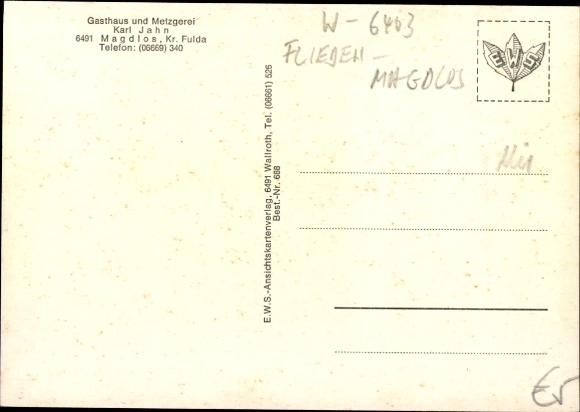 Gasthaus und Metzgerei
Karl Jahn
6491 Magdlos, Kr. Fulda
Telefon: (06669) 340
W - 6403
FLIEDEN -
MAGDLOS
EWS
E.W.S.-Ansichtskartenverlag, 6491 Wallroth, Tel. (06661) 526
Best.-Nr. 688